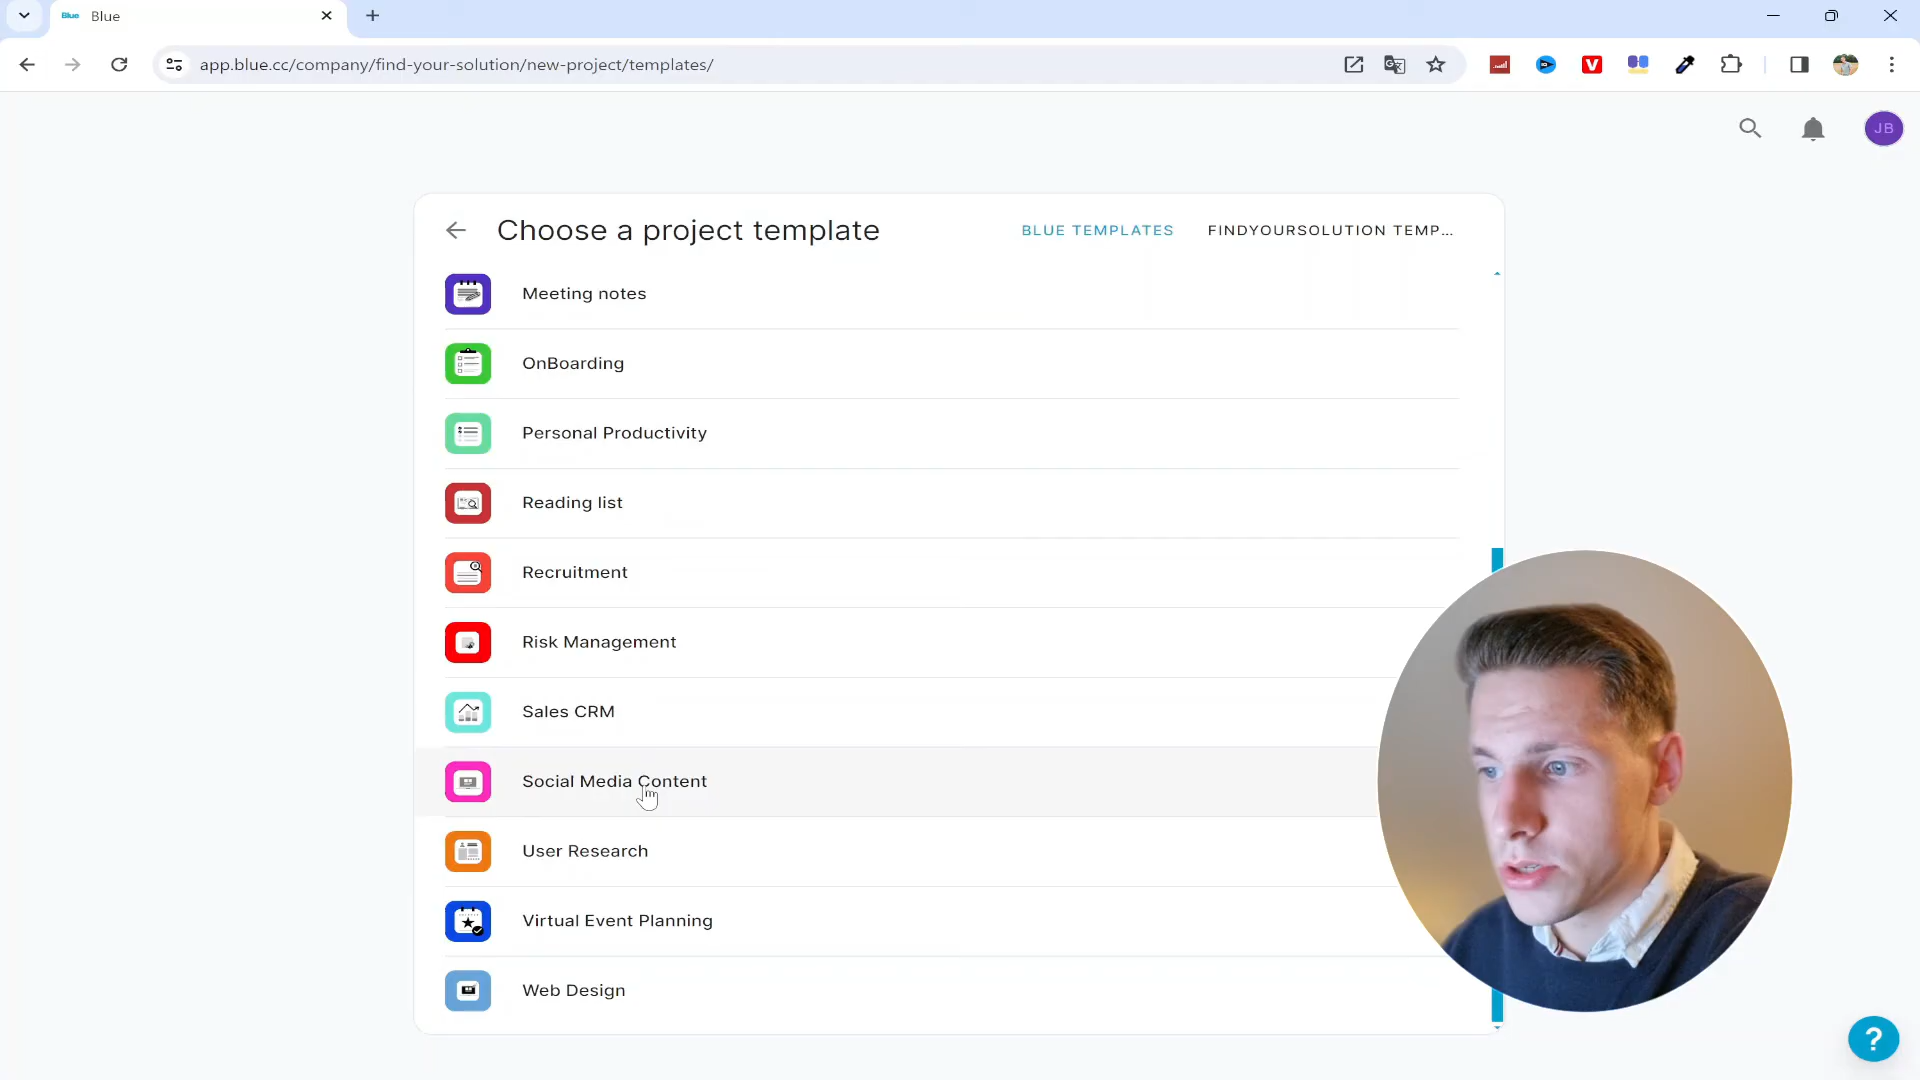 Blue
Blue
app.blue.cc/company/find-your-solution/new-project/templates/
V
JB
Choose a project template
BLUE TEMPLATES
FINDYOURSOLUTION TEMP...
Meeting notes
OnBoarding
Personal Productivity
Reading list
Recruitment
Risk Management
Sales CRM
Social Media Content
User Research
Virtual Event Planning
Web Design
?